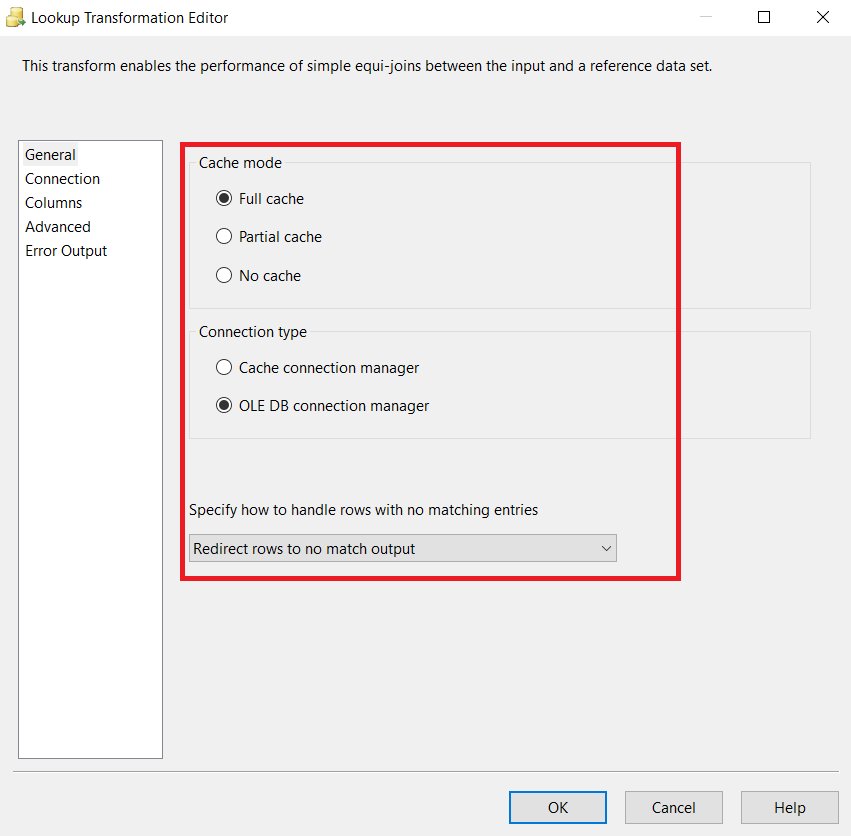 Lookup Transformation Editor
This transform enables the performance of simple equi-joins between the input and a reference data set.
General
Connection
Columns
Advanced
Error Output
Cache mode
Full cache
Partial cache
No cache
Connection type
Cache connection manager
OLE DB connection manager
Specify how to handle rows with no matching entries
Redirect rows to no match output
OK
Cancel
Help